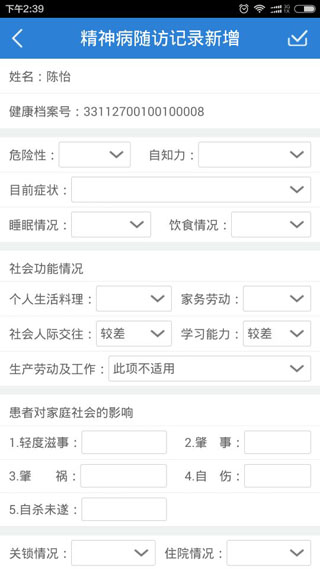 下午2:39
精神病随访记录新增
姓名：陈怡
健康档案号：33112700100100008
危险性： 自知力：
目前症状：
睡眠情况： 饮食情况：
社会功能情况
个人生活料理： 家务劳动：
社会人际交往：较差 学习能力：较差
生产劳动及工作：此项不适用
患者对家庭社会的影响
1.轻度滋事： 2.肇 事：
3.肇 祸： 4.自 伤：
5.自杀未遂：
关锁情况： 住院情况：